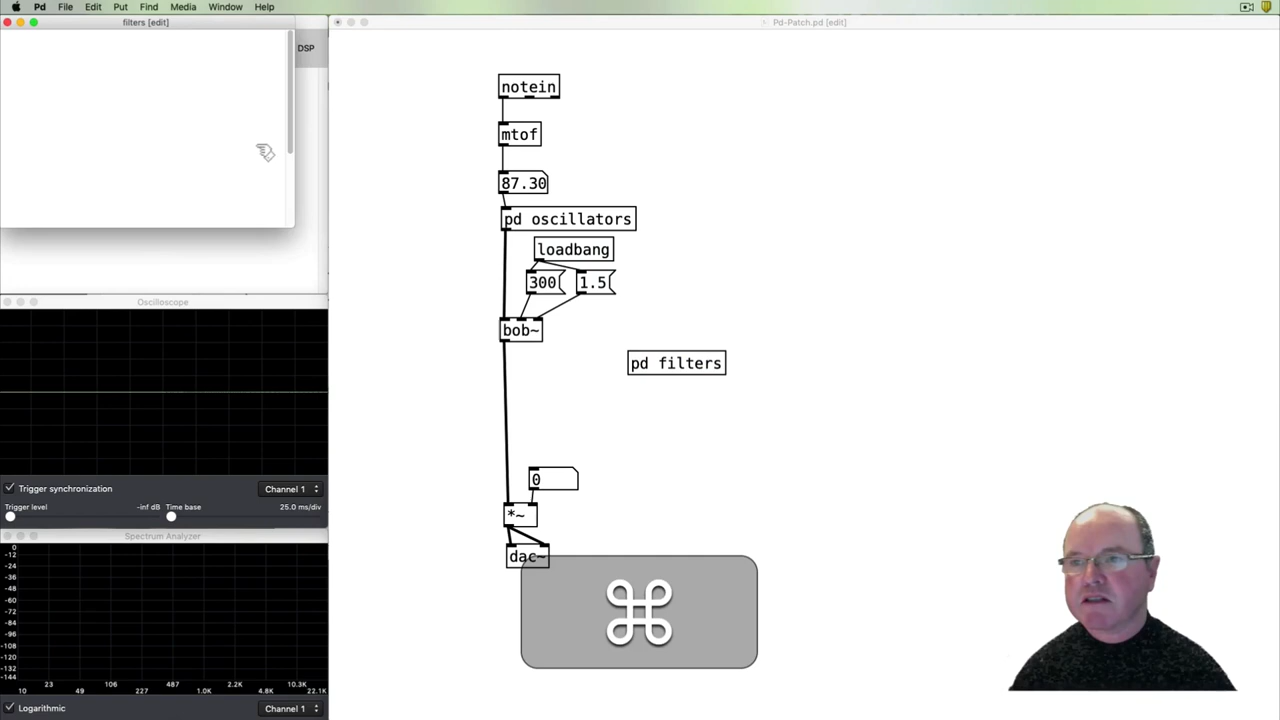 Pd File Edit Put Find Media Window Help
filters [edit]
Pd-Patch.pd [edit]
DSP
notein
mtof
87.30
pd oscillators
loadbang
300
1.5
bob~
pd filters
0
*~
dac~
⌘
Oscilloscope
Trigger synchronization
Channel 1
Trigger level
-inf dB
Time base
25.0 ms/div
Spectrum Analyzer
0
-12
-24
-36
-48
-60
-72
-84
-96
-108
-120
-132
-144
23 106 487 2.2K 10.3K
10 49 227 1.0K 4.8K 22.1K
Logarithmic
Channel 1